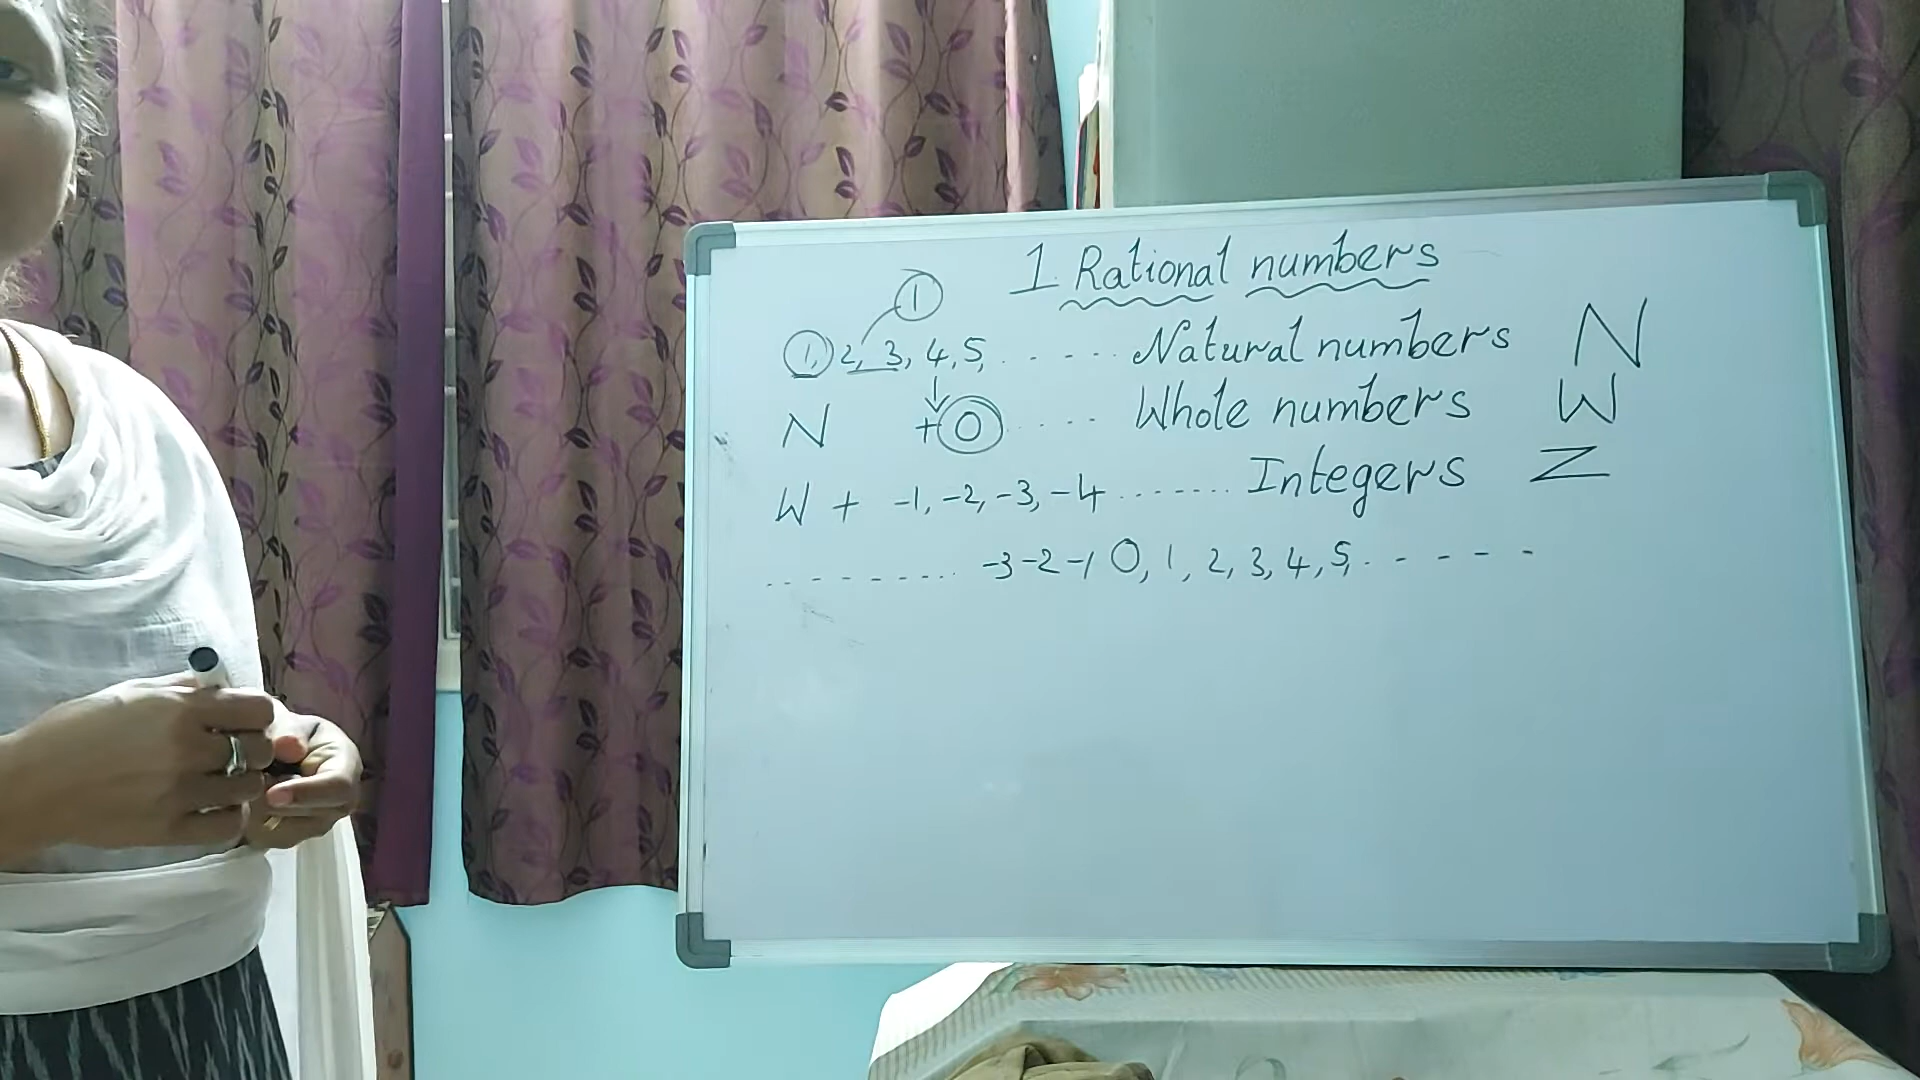 1. Rational numbers
1
1, 2, 3, 4, 5, . - - - . Natural numbers N
N +0 . . - - - Whole numbers W
W + -1, -2, -3, -4 . . . . . . . Integers Z
. . - - - - - . . . -3 -2 -1 0, 1, 2, 3, 4, 5, . - - - - -